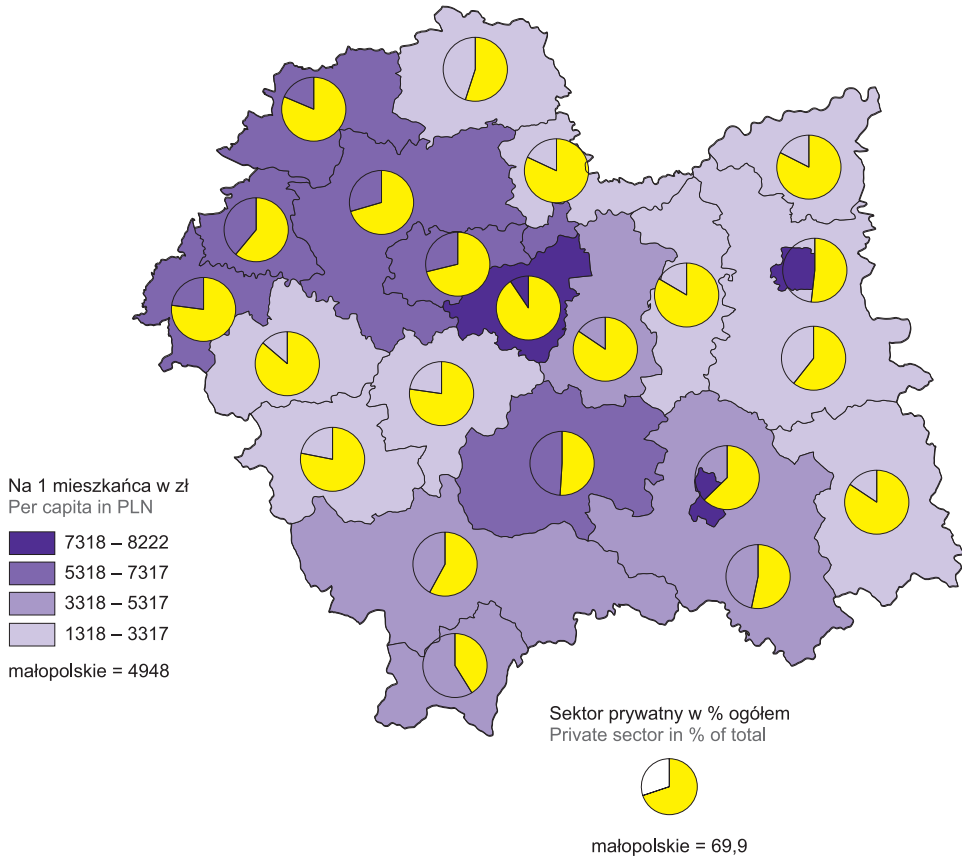 Na 1 mieszkańca w zł
Per capita in PLN
7318 – 8222
5318 – 7317
3318 – 5317
1318 – 3317
małopolskie = 4948
Sektor prywatny w % ogółem
Private sector in % of total
małopolskie = 69,9